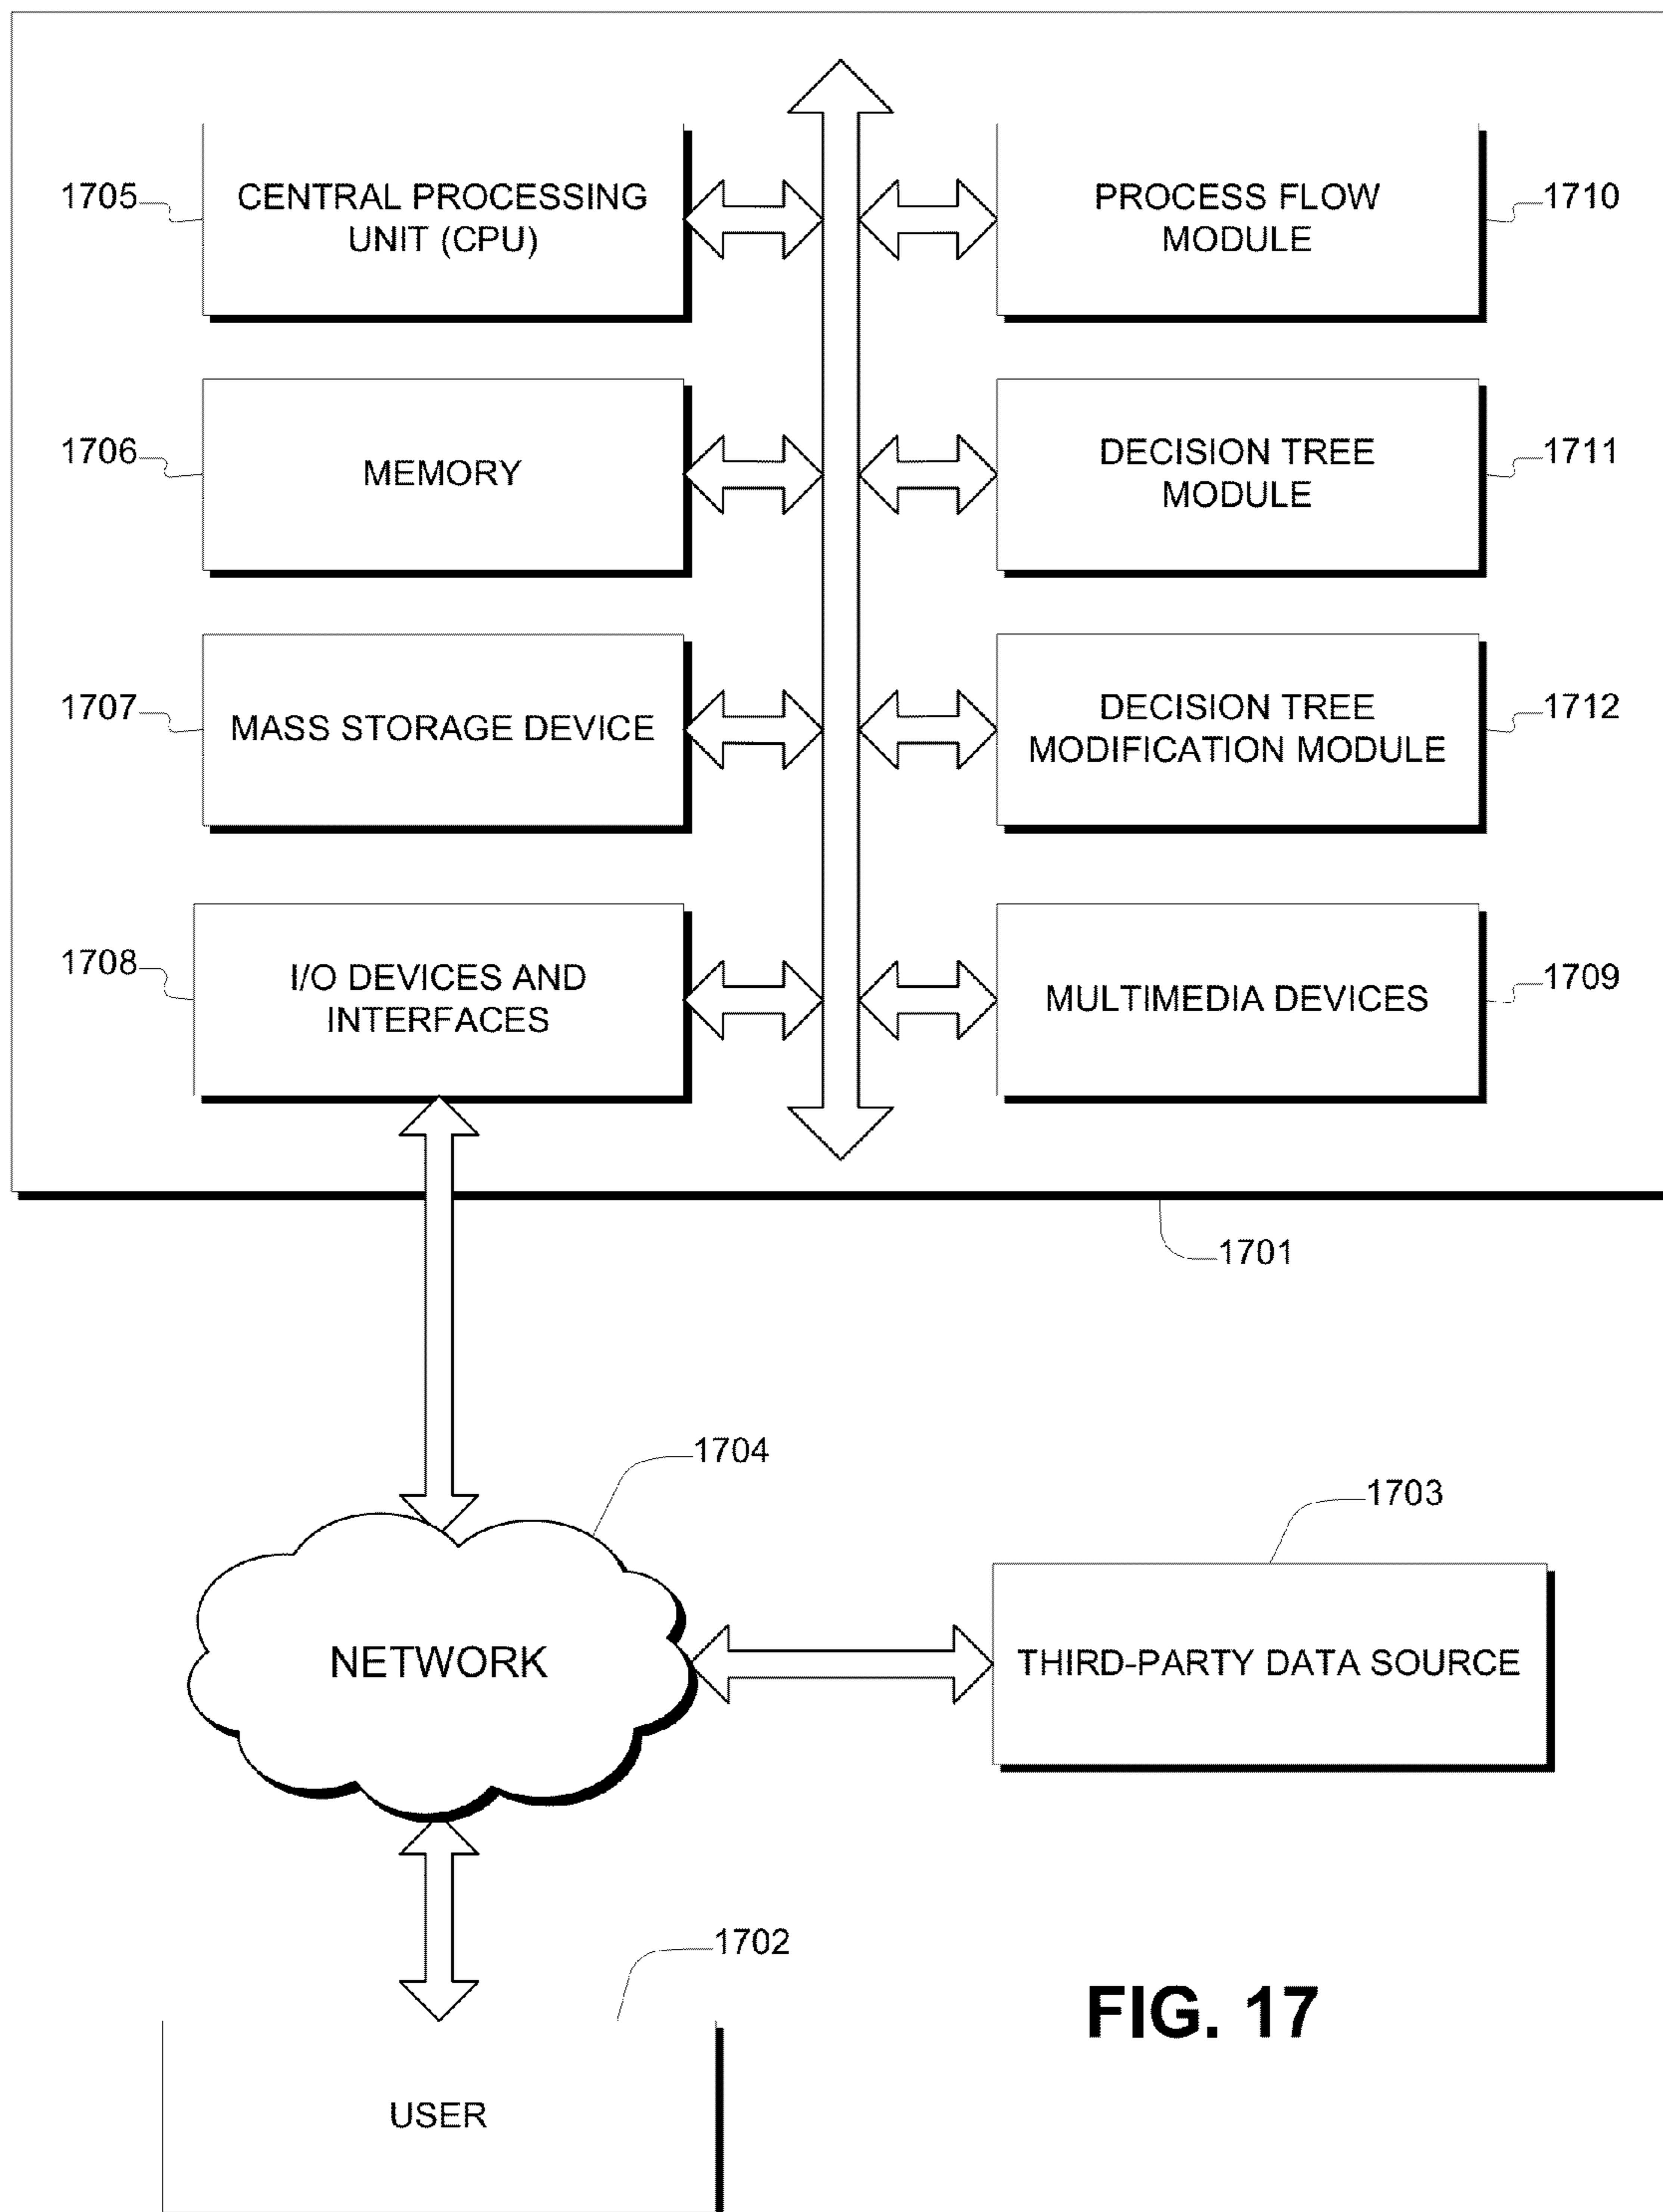 1705
CENTRAL PROCESSING
UNIT (CPU)
PROCESS FLOW
MODULE
1710
1706
MEMORY
DECISION TREE
MODULE
1711
1707
MASS STORAGE DEVICE
DECISION TREE
MODIFICATION MODULE
1712
1708
I/O DEVICES AND
INTERFACES
MULTIMEDIA DEVICES
1709
1701
1704
NETWORK
1703
THIRD-PARTY DATA SOURCE
1702
USER
FIG. 17